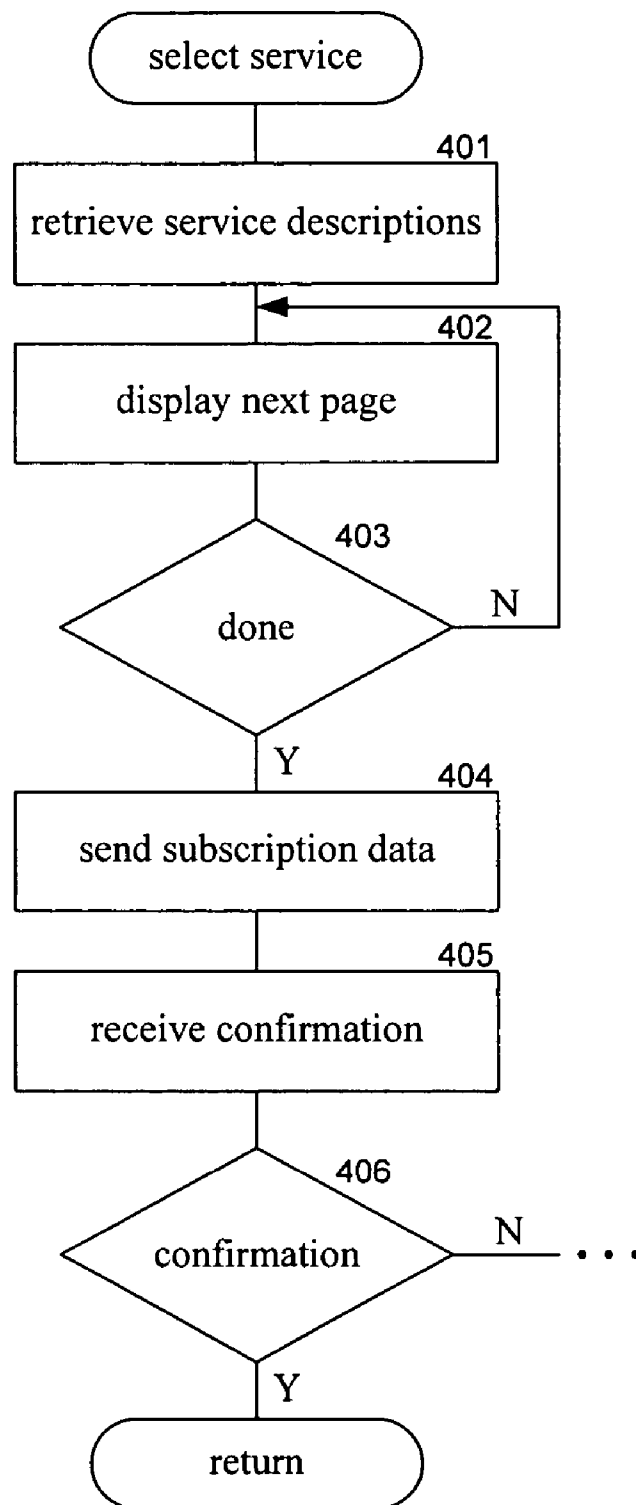 select service
401
retrieve service descriptions
402
display next page
403
done
N
Y
404
send subscription data
405
receive confirmation
406
confirmation
N
• • •
Y
return